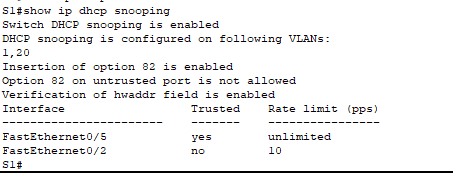 S1#show ip dhcp snooping
Switch DHCP snooping is enabled
DHCP snooping is configured on following VLANs:
1,20
Insertion of option 82 is enabled
Option 82 on untrusted port is not allowed
Verification of hwaddr field is enabled
Interface                  Trusted    Rate limit (pps)
-----------------------    -------    ----------------
FastEthernet0/5            yes        unlimited
FastEthernet0/2            no         10
S1#